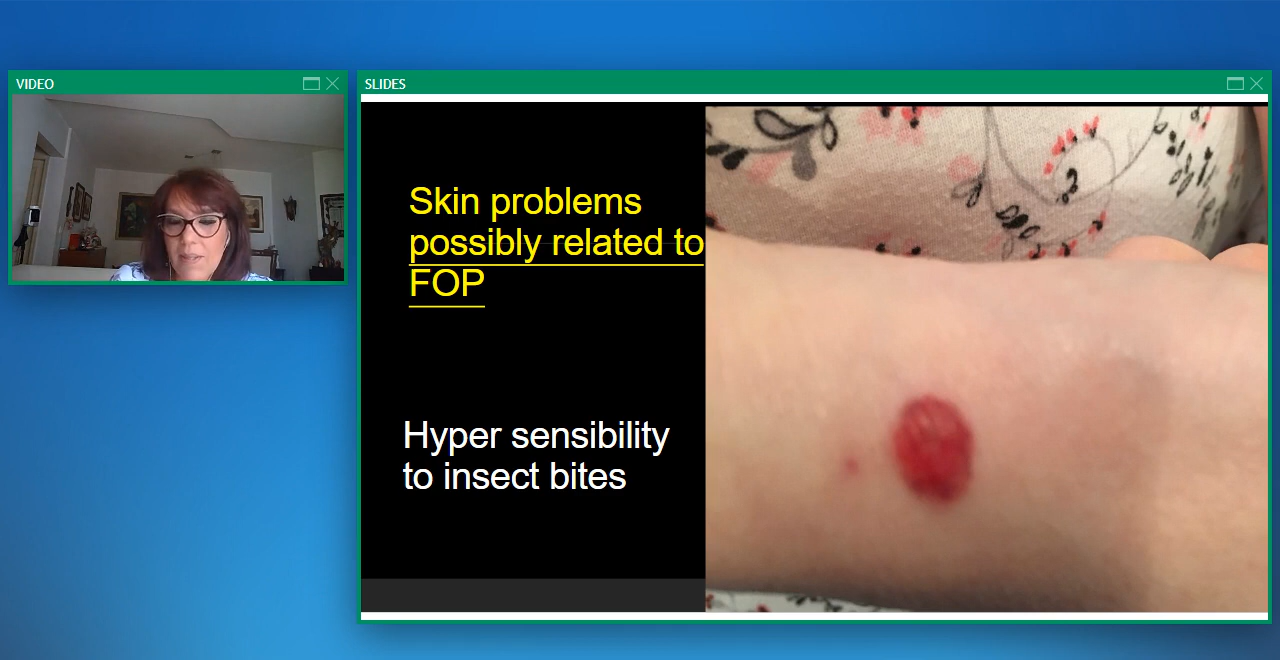 VIDEO
SLIDES
Skin problems
possibly related to
FOP
Hyper sensibility
to insect bites